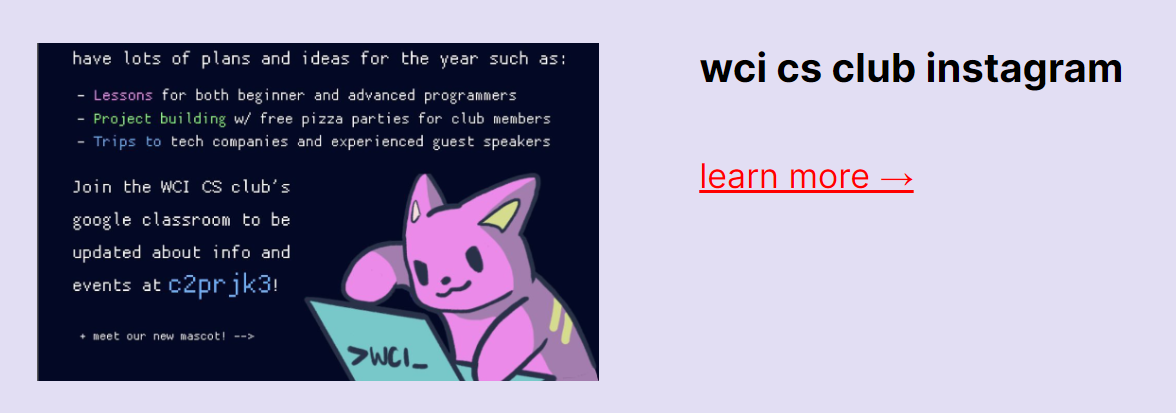 have lots of plans and ideas for the year such as:
- Lessons for both beginner and advanced programmers
- Project building w/ free pizza parties for club members
- Trips to tech companies and experienced guest speakers
Join the WCI CS club's
google classroom to be
updated about info and
events at c2prjk3!
+ meet our new mascot! -->
>WCI_
wci cs club instagram
learn more →